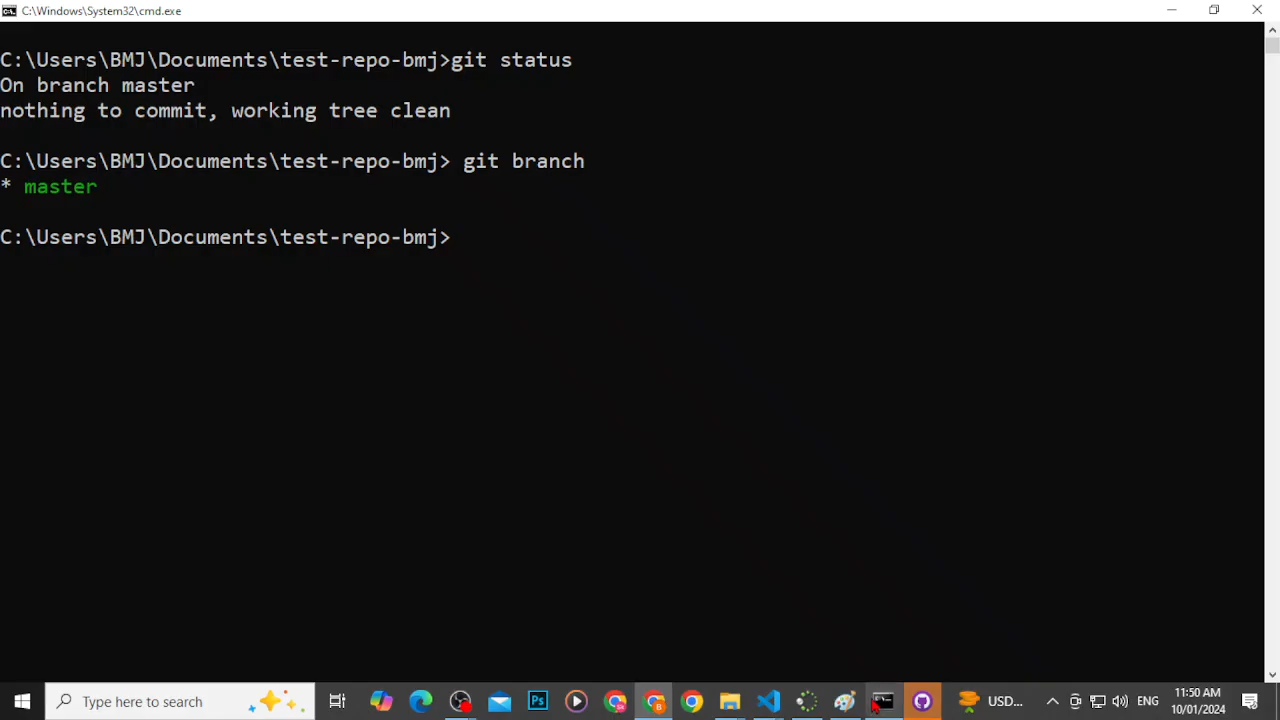 C:\Windows\System32\cmd.exe
C:\Users\BMJ\Documents\test-repo-bmj>git status
On branch master
nothing to commit, working tree clean
C:\Users\BMJ\Documents\test-repo-bmj> git branch
* master
C:\Users\BMJ\Documents\test-repo-bmj>
Type here to search
Ps
USD...
ENG
11:50 AM
10/01/2024